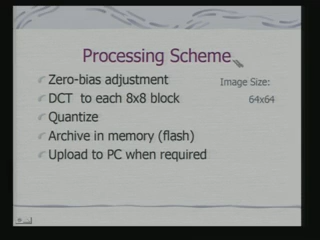 Processing Scheme
Zero-bias adjustment
Image Size:
DCT to each 8x8 block
64x64
Quantize
Archive in memory (flash)
Upload to PC when required